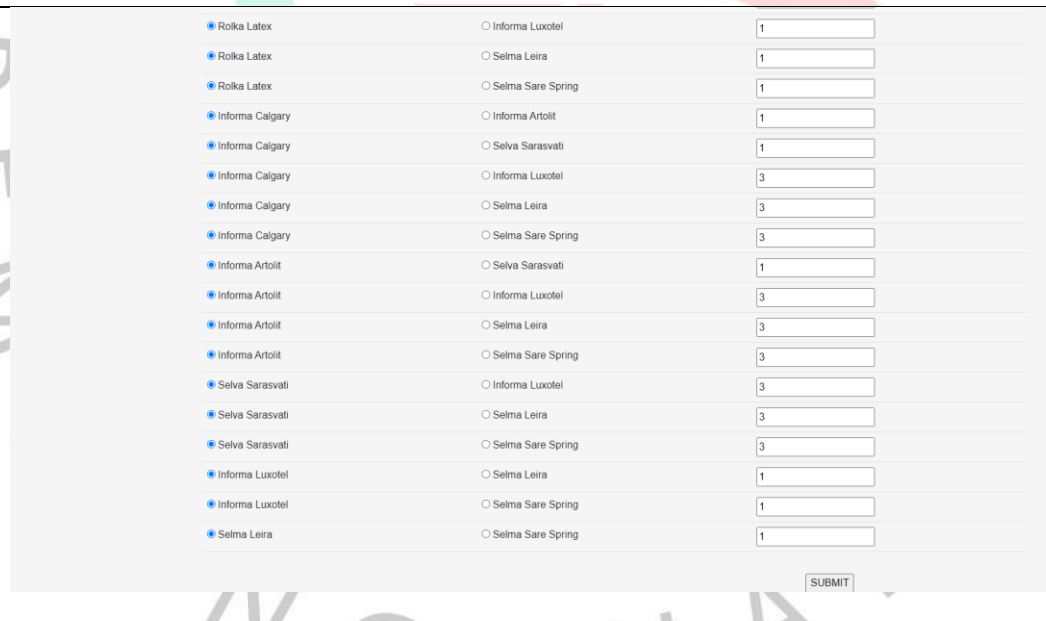 Rolka Latex Informa Luxotel 1
Rolka Latex Selma Leira 1
Rolka Latex Selma Sare Spring 1
Informa Calgary Informa Artolit 1
Informa Calgary Selva Sarasvati 1
Informa Calgary Informa Luxotel 3
Informa Calgary Selma Leira 3
Informa Calgary Selma Sare Spring 3
Informa Artolit Selva Sarasvati 1
Informa Artolit Informa Luxotel 3
Informa Artolit Selma Leira 3
Informa Artolit Selma Sare Spring 3
Selva Sarasvati Informa Luxotel 3
Selva Sarasvati Selma Leira 3
Selva Sarasvati Selma Sare Spring 3
Informa Luxotel Selma Leira 1
Informa Luxotel Selma Sare Spring 1
Selma Leira Selma Sare Spring 1
SUBMIT